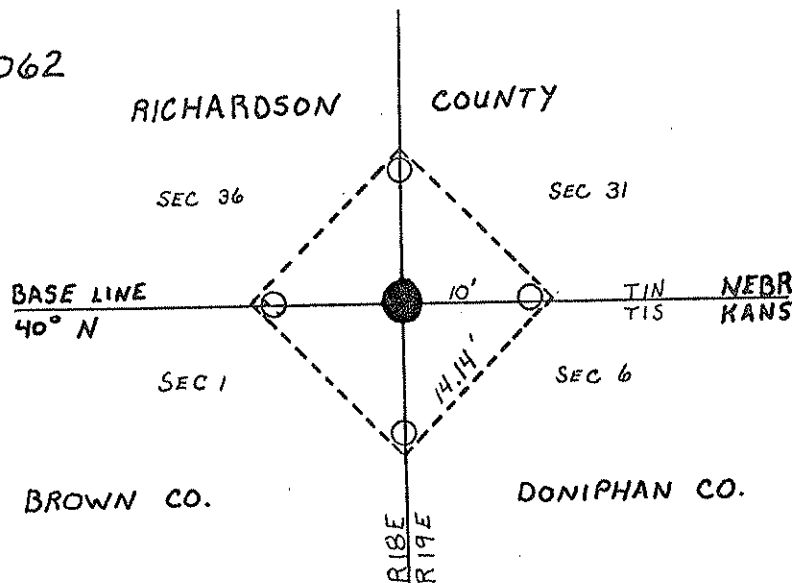 062
RICHARDSON COUNTY
SEC 36
SEC 31
BASE LINE
40° N
10'
T1N NEBR
T1S KANS
14.14'
SEC 1
SEC 6
BROWN CO.
DONIPHAN CO.
R18E
R19E